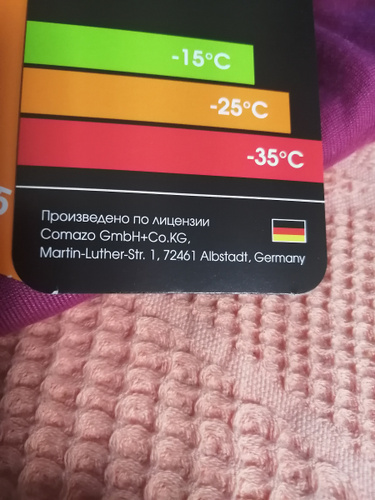 -15°C
-25°C
-35°C
Произведено по лицензии
Comazo GmbH+Co.KG,
Martin-Luther-Str. 1, 72461 Albstadt, Germany